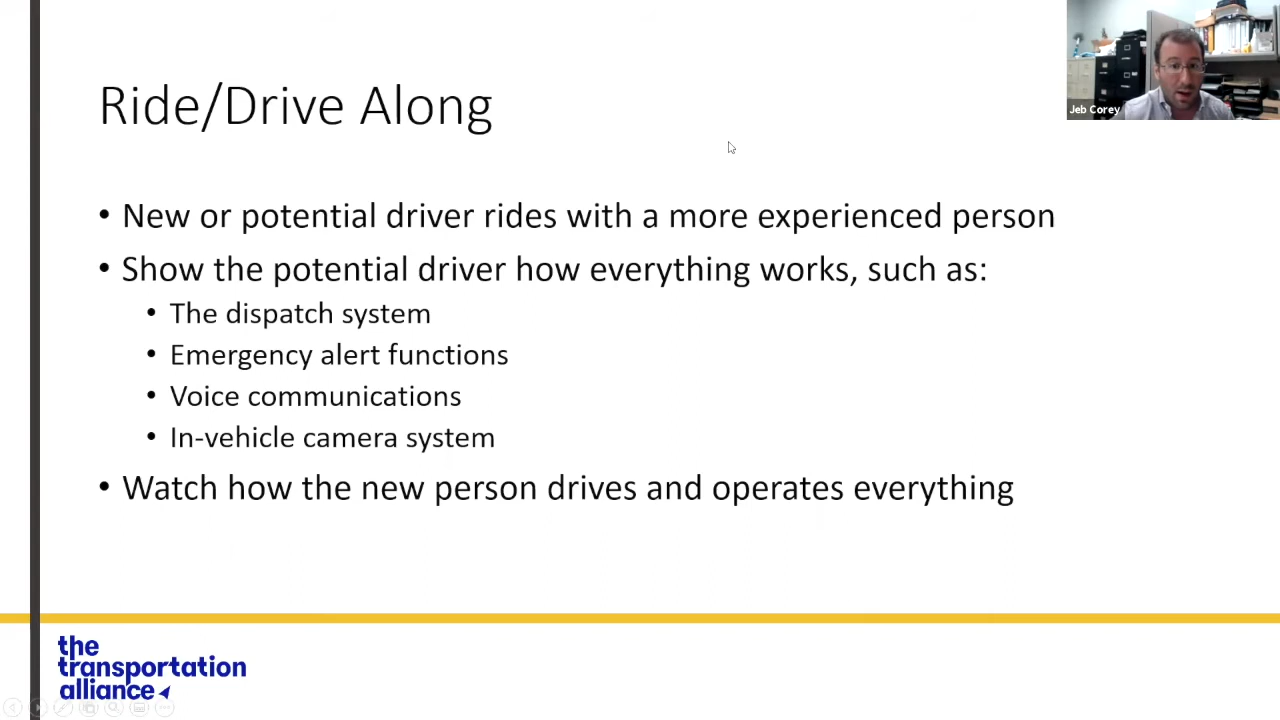 Ride/Drive Along
Jeb Corey
• New or potential driver rides with a more experienced person
• Show the potential driver how everything works, such as:
• The dispatch system
• Emergency alert functions
• Voice communications
• In-vehicle camera system
• Watch how the new person drives and operates everything
the
transportation
alliance